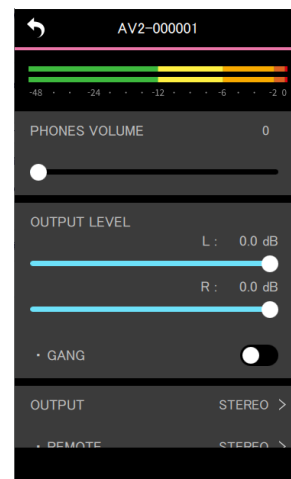 AV2-000001
-48 · · -24 · · · -12 · · · -6 · · -2 0
PHONES VOLUME 0
OUTPUT LEVEL
L : 0.0 dB
R : 0.0 dB
・GANG
OUTPUT STEREO >
・REMOTE STEREO >